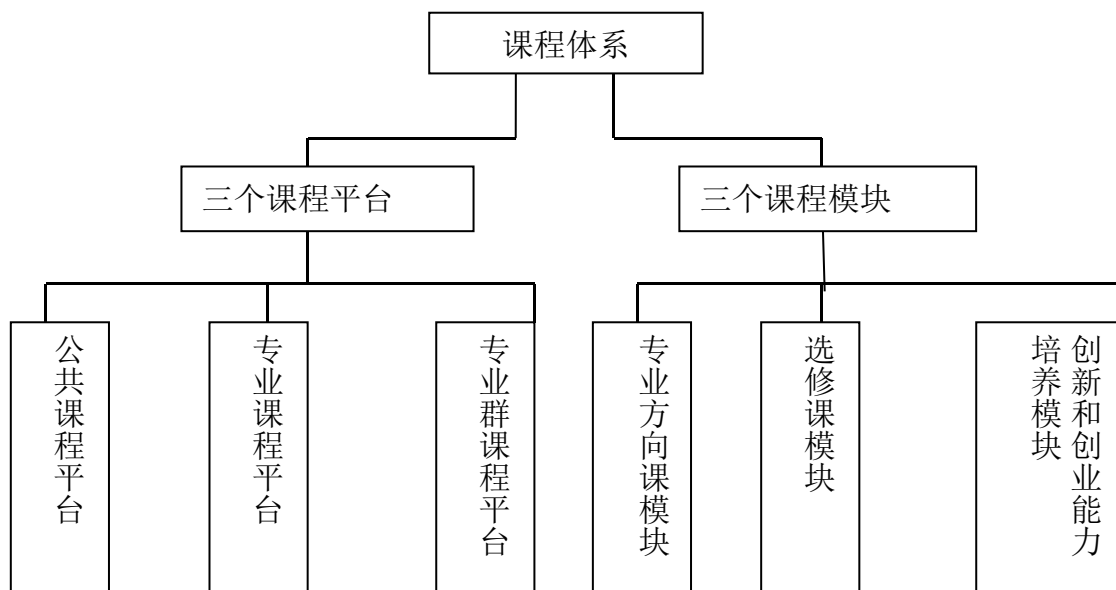 课程体系
三个课程平台
三个课程模块
公共课程平台
专业课程平台
专业群课程平台
专业方向课模块
选修课模块
创新和创业能力
培养模块